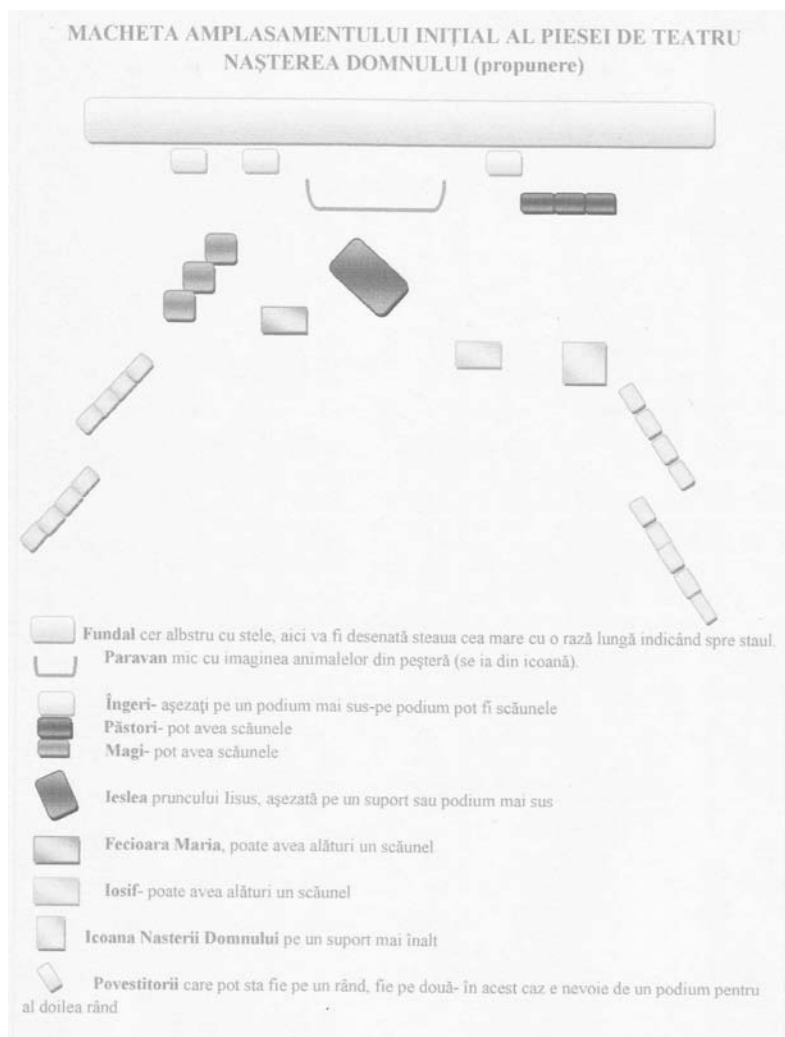 MACHETA AMPLASAMENTULUI INIȚIAL AL PIESEI DE TEATRU
NAȘTEREA DOMNULUI (propunere)
Fundal cer albstru cu stele, aici va fi desenată steaua cea mare cu o rază lungă indicând spre staul.
Paravan mic cu imaginea animalelor din peșteră (se ia din icoană).
Îngeri- așezați pe un podium mai sus-pe podium pot fi scăunele
Păstori- pot avea scăunele
Magi- pot avea scăunele
Ieslea pruncului Iisus, așezată pe un suport sau podium mai sus
Fecioara Maria, poate avea alături un scăunel
Iosif- poate avea alături un scăunel
Icoana Nasterii Domnului pe un suport mai înalt
Povestitorii care pot sta fie pe un rând, fie pe două- în acest caz e nevoie de un podium pentru
al doilea rând